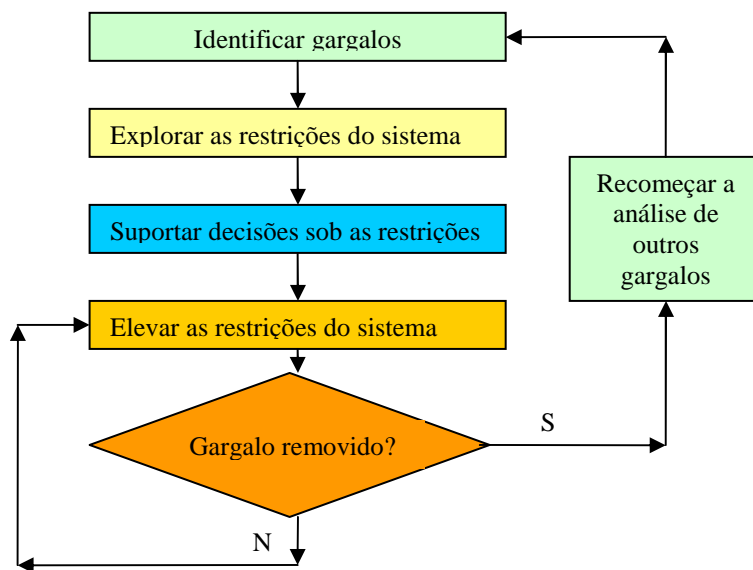 Identificar gargalos
Explorar as restrições do sistema
Suportar decisões sob as restrições
Elevar as restrições do sistema
Gargalo removido?
S
N
Recomeçar a
análise de
outros
gargalos